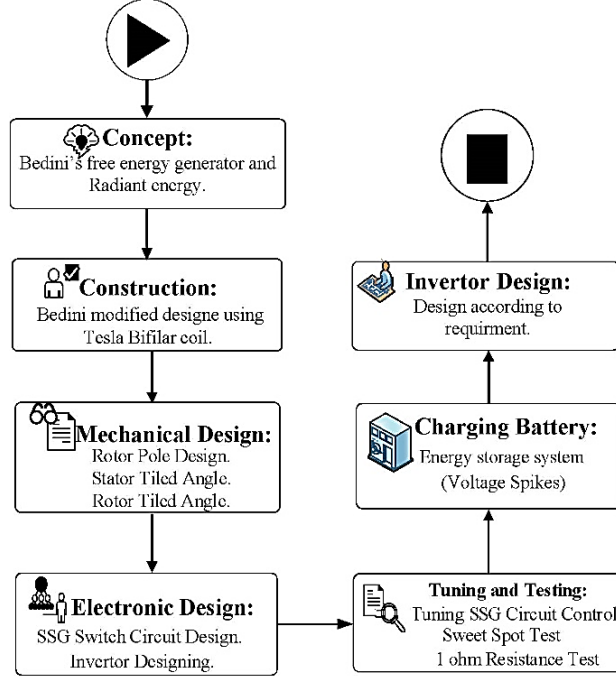 Concept:
Bedini's free energy generator and
Radiant energy.
Construction:
Bedini modified designe using
Tesla Bifilar coil.
Mechanical Design:
Rotor Pole Design.
Stator Tiled Angle.
Rotor Tiled Angle.
Electronic Design:
SSG Switch Circuit Design.
Invertor Designing.
Invertor Design:
Design according to
requirment.
Charging Battery:
Energy storage system
(Voltage Spikes)
Tuning and Testing:
Tuning SSG Circuit Control
Sweet Spot Test
1 ohm Resistance Test